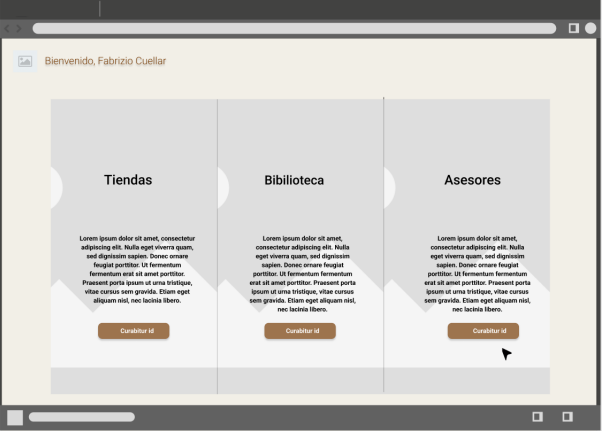 Bienvenido, Fabrizio Cuellar
Tiendas
Lorem ipsum dolor sit amet, consectetur
adipiscing elit. Nulla eget viverra quam,
sed dignissim sapien. Donec ornare
feugiat porttitor. Ut fermentum
fermentum erat sit amet porttitor.
Praesent porta ipsum ut urna tristique,
vitae cursus sem gravida. Etiam eget
aliquam nisl, nec lacinia libero.
Curabitur id
Bibilioteca
Lorem ipsum dolor sit amet,
consectetur adipiscing elit. Nulla
eget viverra quam, sed dignissim
sapien. Donec ornare feugiat
porttitor. Ut fermentum fermentum
erat sit amet porttitor. Praesent porta
ipsum ut urna tristique, vitae cursus
sem gravida. Etiam eget aliquam nisl,
nec lacinia libero.
Curabitur id
Asesores
Lorem ipsum dolor sit amet,
consectetur adipiscing elit. Nulla
eget viverra quam, sed dignissim
sapien. Donec ornare feugiat
porttitor. Ut fermentum fermentum
erat sit amet porttitor. Praesent porta
ipsum ut urna tristique, vitae cursus
sem gravida. Etiam eget aliquam nisl,
nec lacinia libero.
Curabitur id